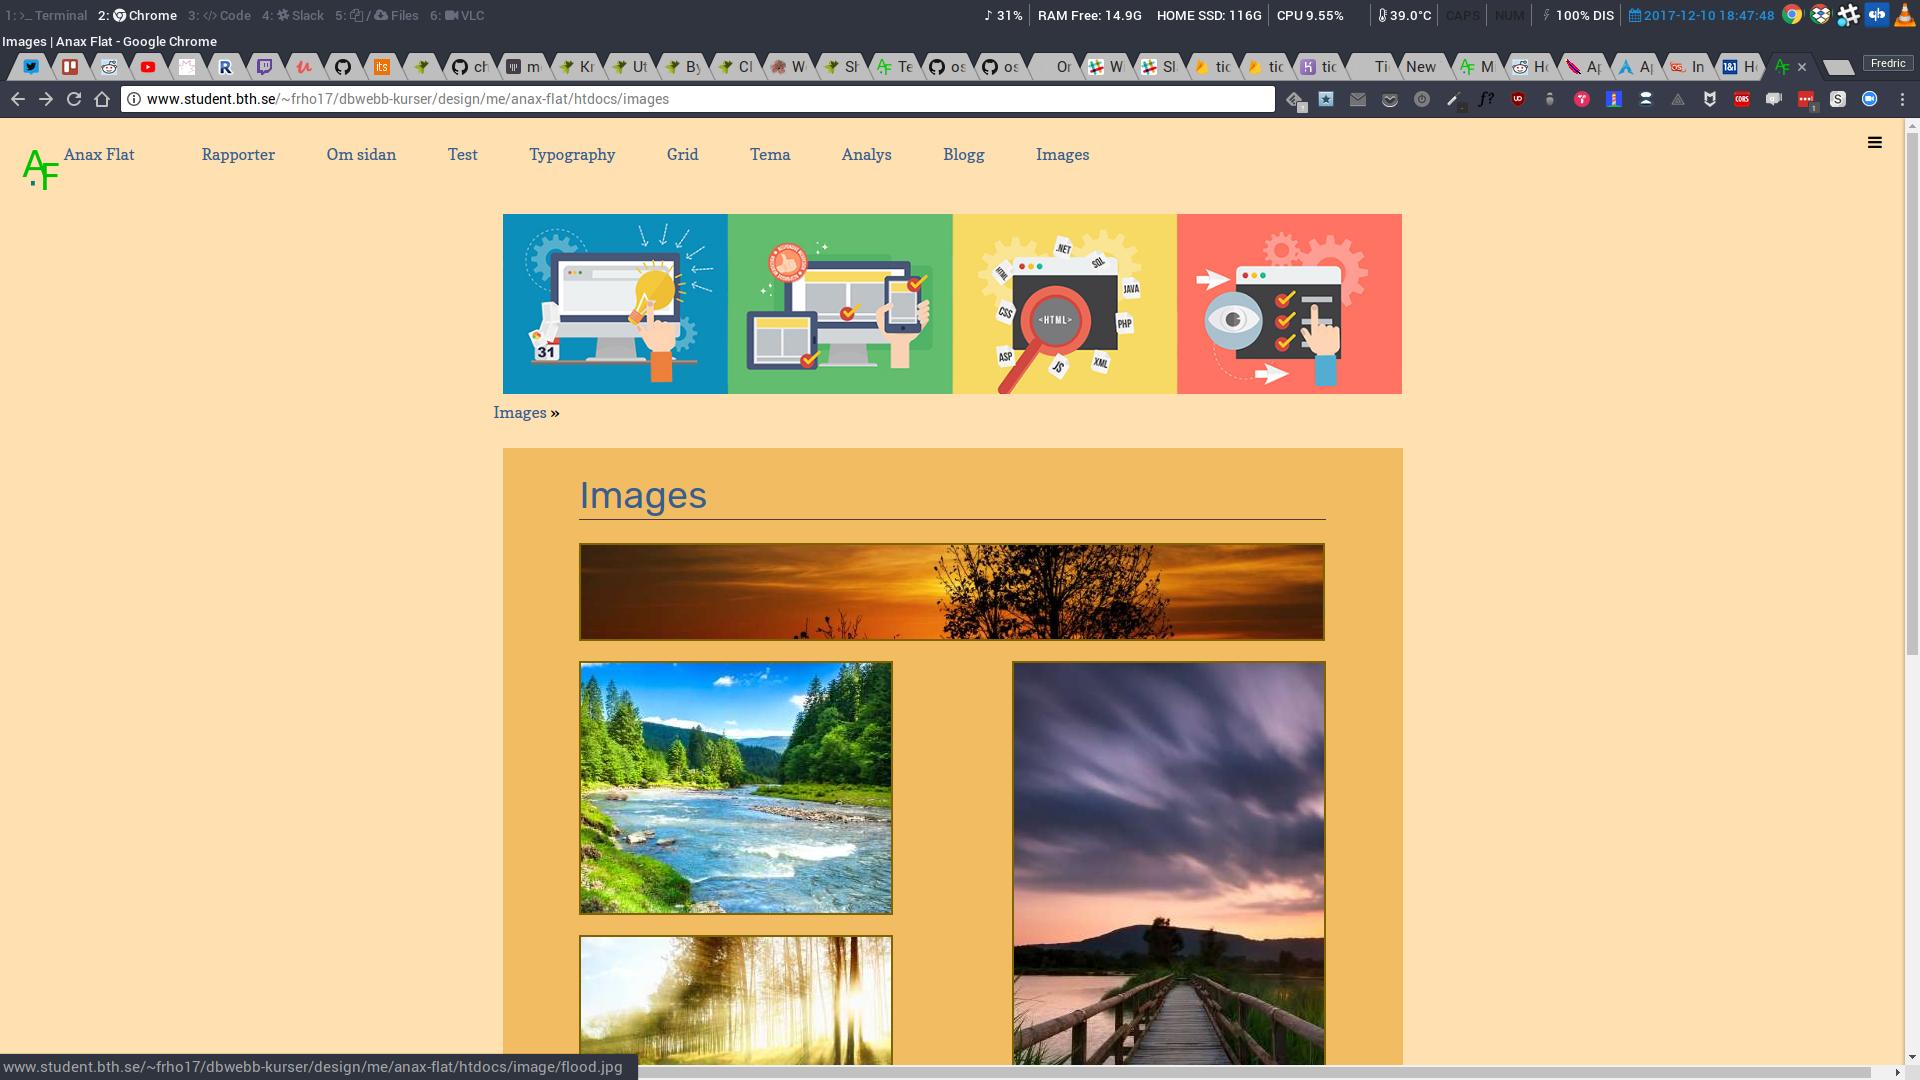 1: Terminal 2: Chrome 3: Code 4: Slack 5: / Files 6: VLC
31% RAM Free: 14.9G HOME SSD: 116G CPU 9.55% 39.0°C CAPS NUM 100% DIS 2017-12-10 18:47:48
Images | Anax Flat - Google Chrome
its ch m Kr Ut By Cl W Sh Te os os Or W Sl tic tic tic Ti New M Ho Ap A In 1&1 H Fredric
www.student.bth.se/~frho17/dbwebb-kurser/design/me/anax-flat/htdocs/images
AF Anax Flat Rapporter Om sidan Test Typography Grid Tema Analys Blogg Images
31
.NET
SQL
HTML
JAVA
CSS
<HTML>
PHP
ASP
JS
XML
Images »
Images
www.student.bth.se/~frho17/dbwebb-kurser/design/me/anax-flat/htdocs/image/flood.jpg